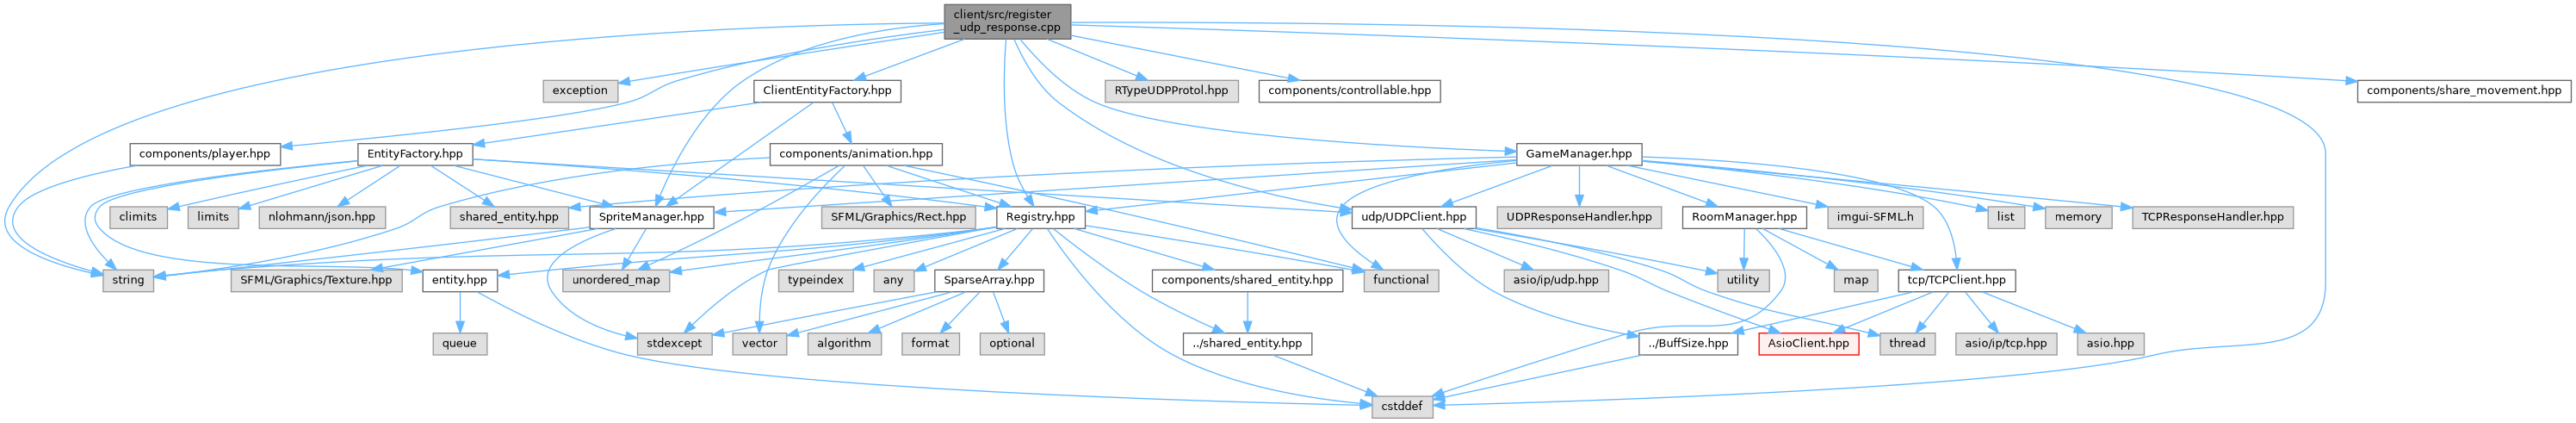 client/src/register
_udp_response.cpp
exception
ClientEntityFactory.hpp
RTypeUDPProtol.hpp
components/controllable.hpp
components/share_movement.hpp
components/player.hpp
EntityFactory.hpp
components/animation.hpp
GameManager.hpp
climits
limits
nlohmann/json.hpp
shared_entity.hpp
SpriteManager.hpp
SFML/Graphics/Rect.hpp
Registry.hpp
udp/UDPClient.hpp
UDPResponseHandler.hpp
RoomManager.hpp
imgui-SFML.h
list
memory
TCPResponseHandler.hpp
string
SFML/Graphics/Texture.hpp
entity.hpp
unordered_map
typeindex
any
SparseArray.hpp
components/shared_entity.hpp
functional
asio/ip/udp.hpp
utility
map
tcp/TCPClient.hpp
queue
stdexcept
vector
algorithm
format
optional
../shared_entity.hpp
../BuffSize.hpp
AsioClient.hpp
thread
asio/ip/tcp.hpp
asio.hpp
cstddef